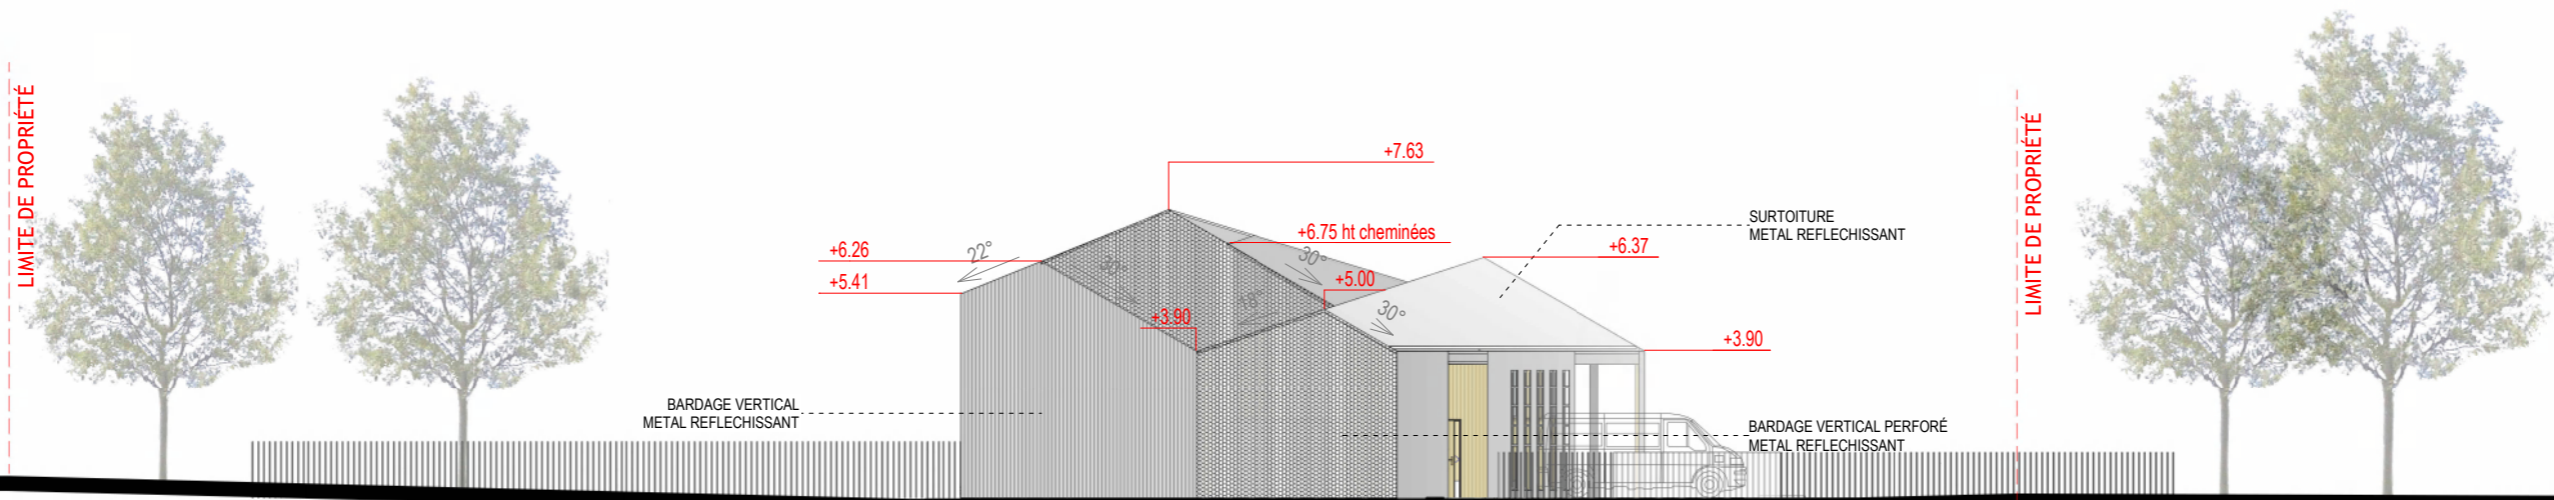 LIMITE DE PROPRIÉTÉ
+7.63
+6.75 ht cheminées
+6.26
22°
30°
30°
+5.41
+5.00
18°
+3.90
30°
+6.37
SURTOITURE
METAL REFLECHISSANT
+3.90
BARDAGE VERTICAL
METAL REFLECHISSANT
BARDAGE VERTICAL PERFORÉ
METAL REFLECHISSANT
LIMITE DE PROPRIÉTÉ